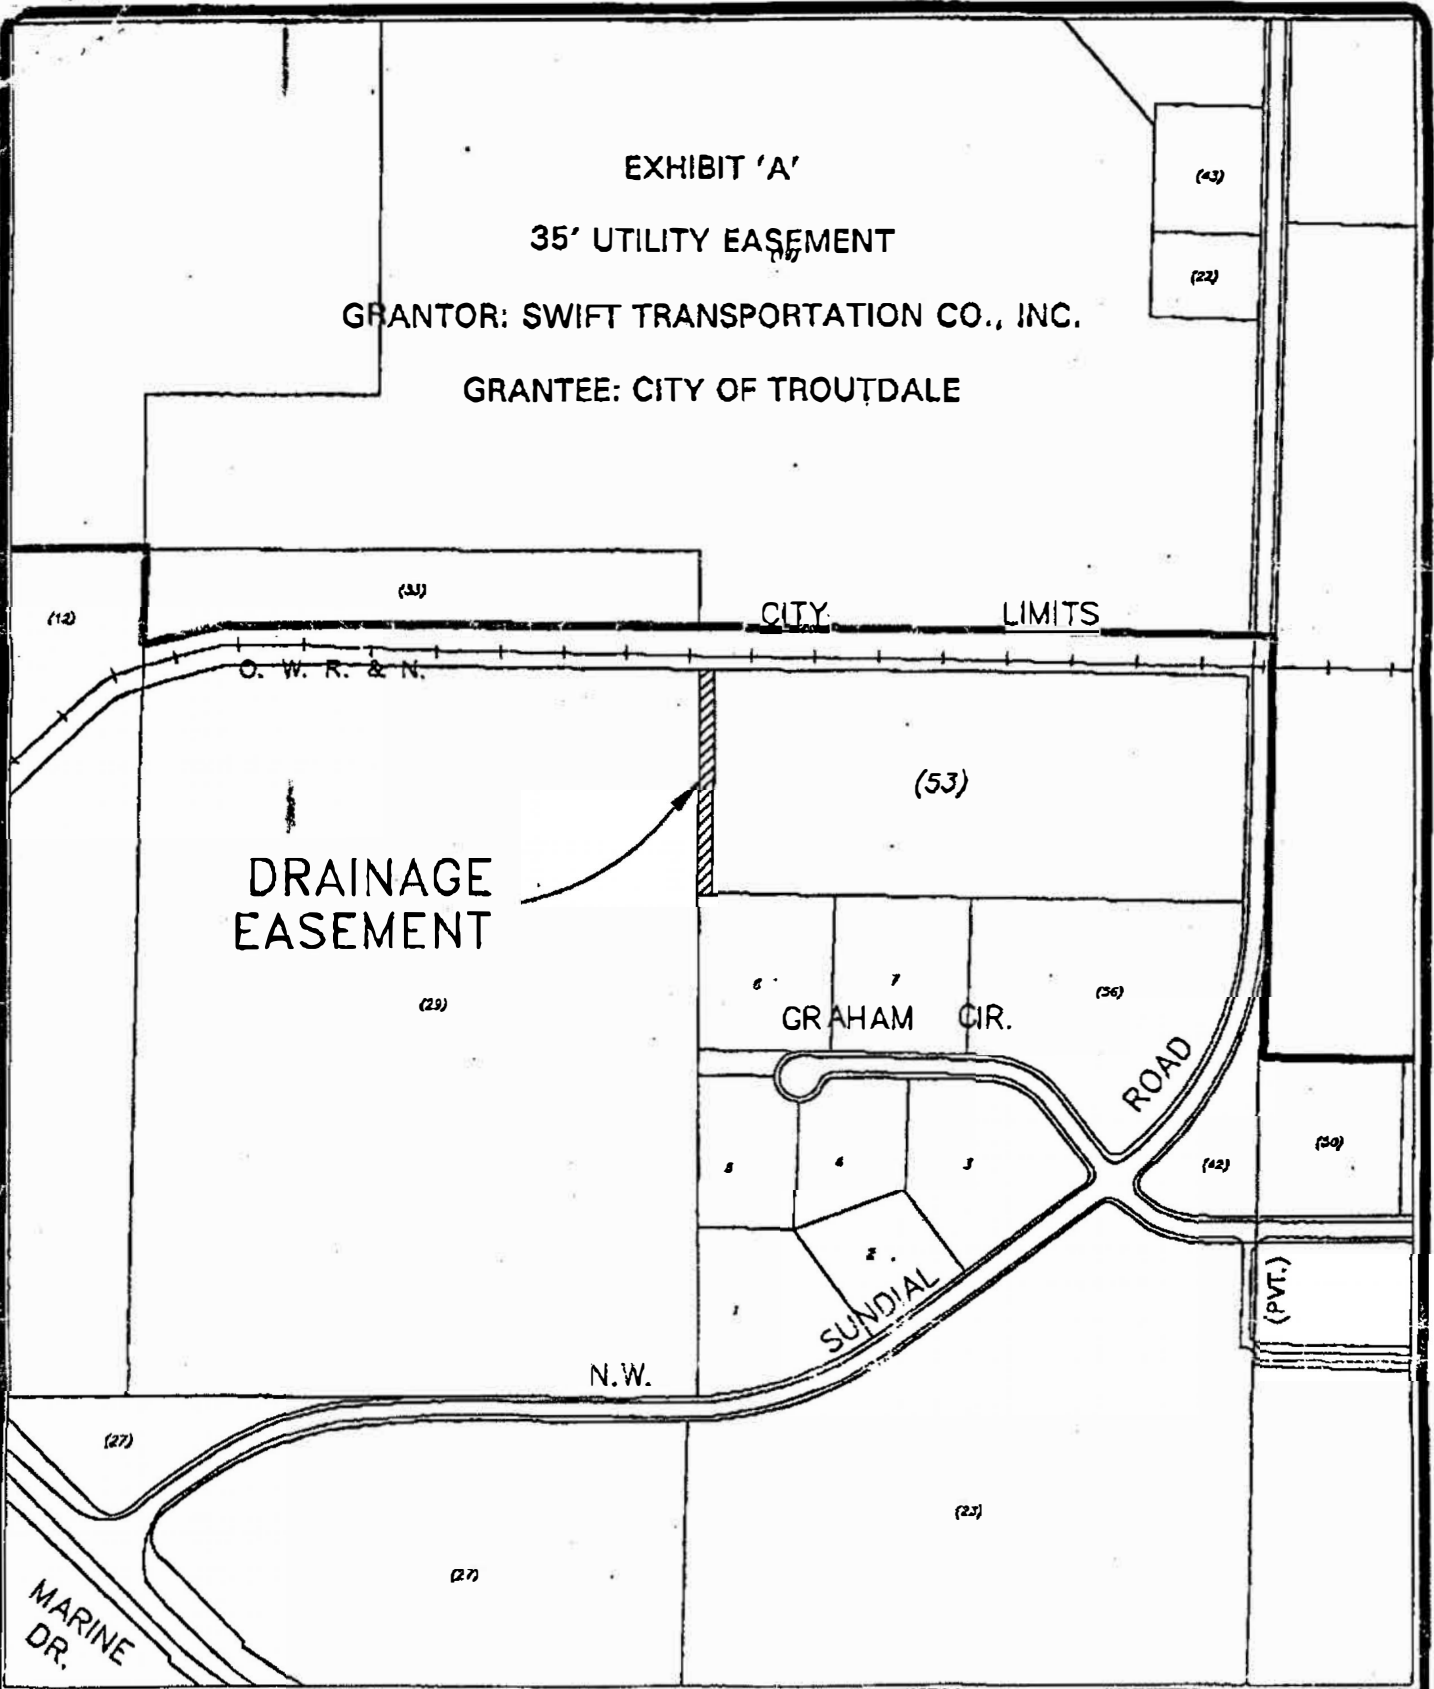 EXHIBIT 'A'
35' UTILITY EASEMENT
GRANTOR: SWIFT TRANSPORTATION CO., INC.
GRANTEE: CITY OF TROUTDALE
(43)
(22)
(12)
(33)
CITY LIMITS
O. W. R. & N.
(53)
DRAINAGE
EASEMENT
(29)
6
7
(56)
GRAHAM CIR.
ROAD
5
4
3
(42)
(50)
2
1
SUNDIAL
(PVT.)
N.W.
(27)
(23)
(27)
MARINE
DR.